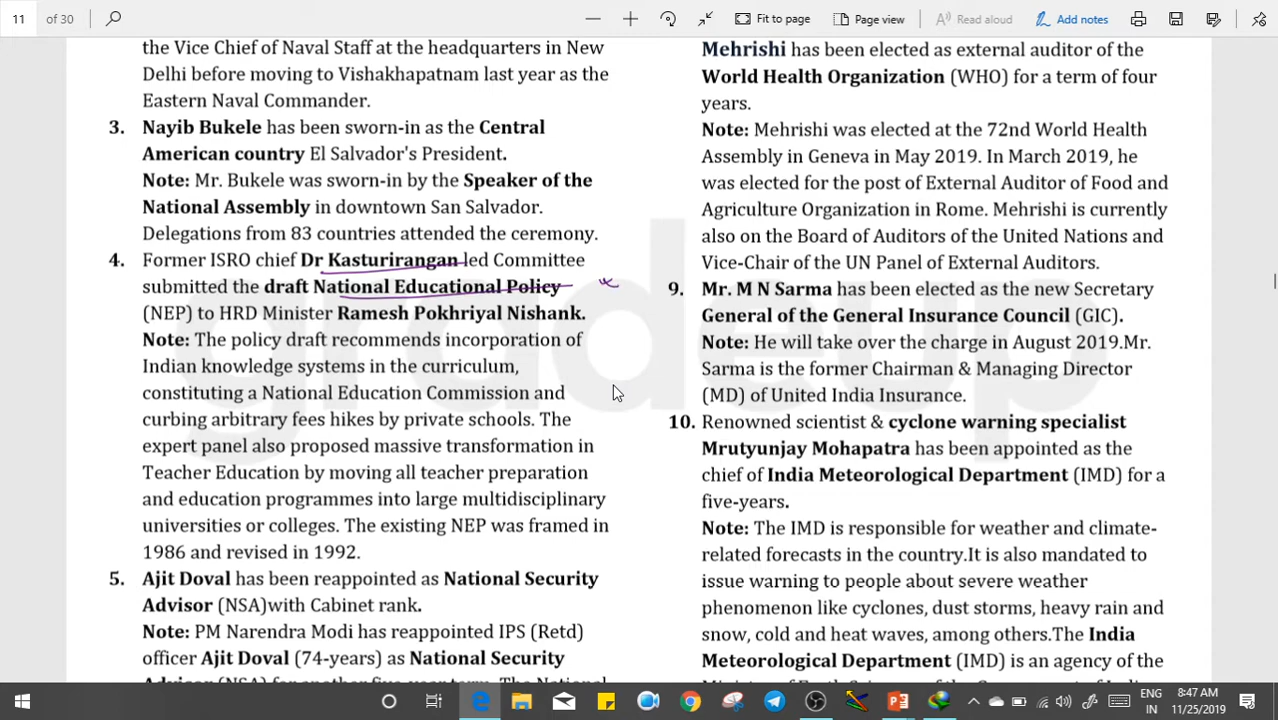 11 of 30
Fit to page
Page view
Read aloud
Add notes
the Vice Chief of Naval Staff at the headquarters in New
Delhi before moving to Vishakhapatnam last year as the
Eastern Naval Commander.
3. Nayib Bukele has been sworn-in as the Central
American country El Salvador's President.
Note: Mr. Bukele was sworn-in by the Speaker of the
National Assembly in downtown San Salvador.
Delegations from 83 countries attended the ceremony.
4. Former ISRO chief Dr Kasturirangan led Committee
submitted the draft National Educational Policy
(NEP) to HRD Minister Ramesh Pokhriyal Nishank.
Note: The policy draft recommends incorporation of
Indian knowledge systems in the curriculum,
constituting a National Education Commission and
curbing arbitrary fees hikes by private schools. The
expert panel also proposed massive transformation in
Teacher Education by moving all teacher preparation
and education programmes into large multidisciplinary
universities or colleges. The existing NEP was framed in
1986 and revised in 1992.
5. Ajit Doval has been reappointed as National Security
Advisor (NSA)with Cabinet rank.
Note: PM Narendra Modi has reappointed IPS (Retd)
officer Ajit Doval (74-years) as National Security
Advisor (NSA) for another five-year term. The National
Mehrishi has been elected as external auditor of the
World Health Organization (WHO) for a term of four
years.
Note: Mehrishi was elected at the 72nd World Health
Assembly in Geneva in May 2019. In March 2019, he
was elected for the post of External Auditor of Food and
Agriculture Organization in Rome. Mehrishi is currently
also on the Board of Auditors of the United Nations and
Vice-Chair of the UN Panel of External Auditors.
9. Mr. M N Sarma has been elected as the new Secretary
General of the General Insurance Council (GIC).
Note: He will take over the charge in August 2019.Mr.
Sarma is the former Chairman & Managing Director
(MD) of United India Insurance.
10. Renowned scientist & cyclone warning specialist
Mrutyunjay Mohapatra has been appointed as the
chief of India Meteorological Department (IMD) for a
five-years.
Note: The IMD is responsible for weather and climate-
related forecasts in the country.It is also mandated to
issue warning to people about severe weather
phenomenon like cyclones, dust storms, heavy rain and
snow, cold and heat waves, among others.The India
Meteorological Department (IMD) is an agency of the
gradeup
ENG
IN
8:47 AM
11/25/2019